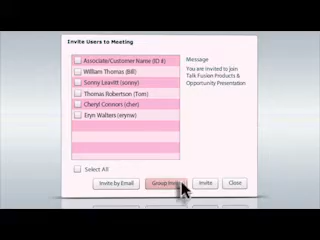 Invite Users to Meeting
Associate/Customer Name (ID #)
William Thomas (Bill)
Sonny Leavitt (sonny)
Thomas Robertson (Tom)
Cheryl Connors (cher)
Eryn Walters (erynw)
Message
You are Invited to join
Talk Fusion Products &
Opportunity Presentation
Select All
Invite by Email
Group
Invite
Close